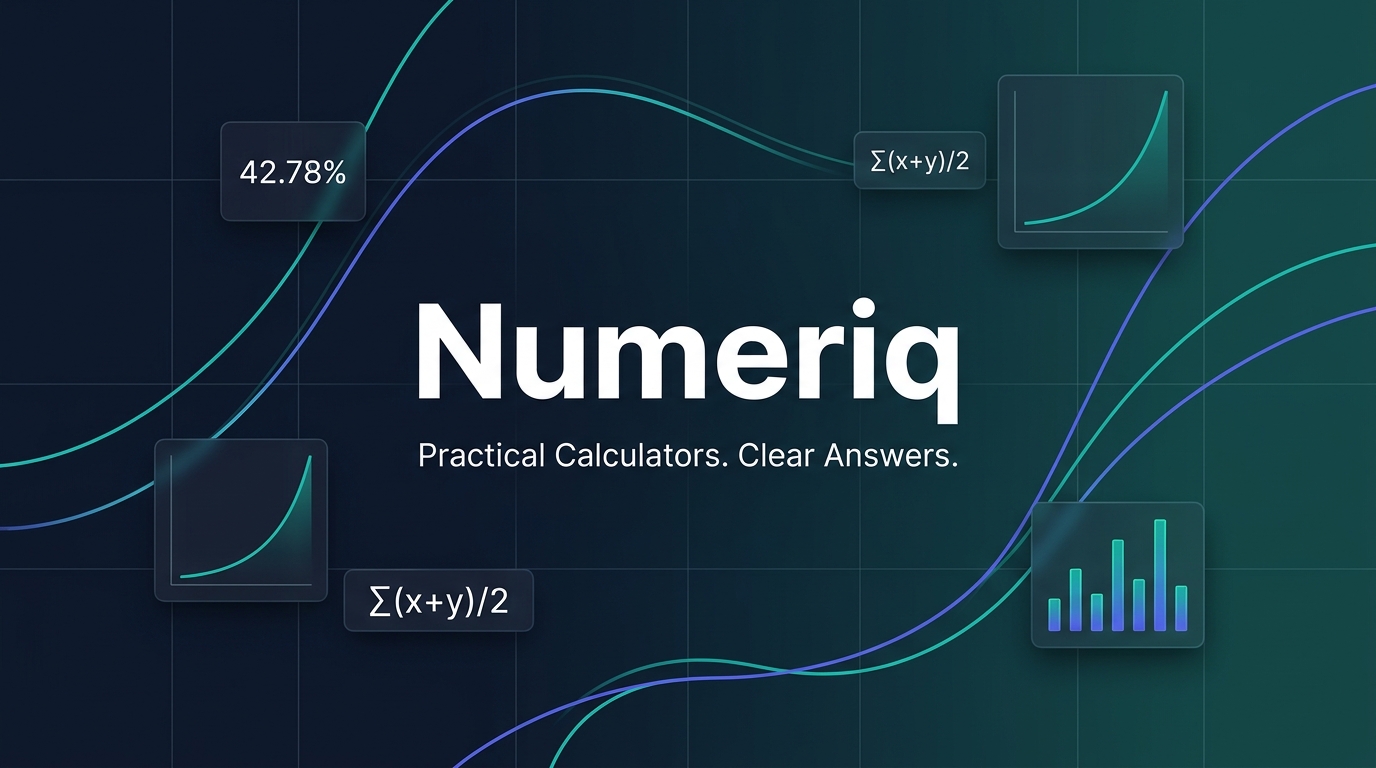 42.78%
∑(x+y)/2
Numeriq
Practical Calculators. Clear Answers.
∑(x+y)/2